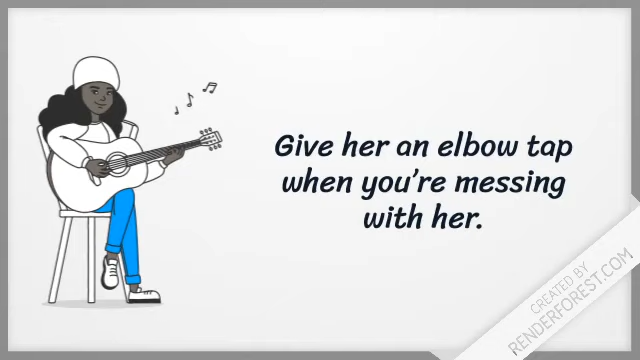 Give her an elbow tap
when you're messing
with her.
CREATED BY
RENDERFOREST.COM